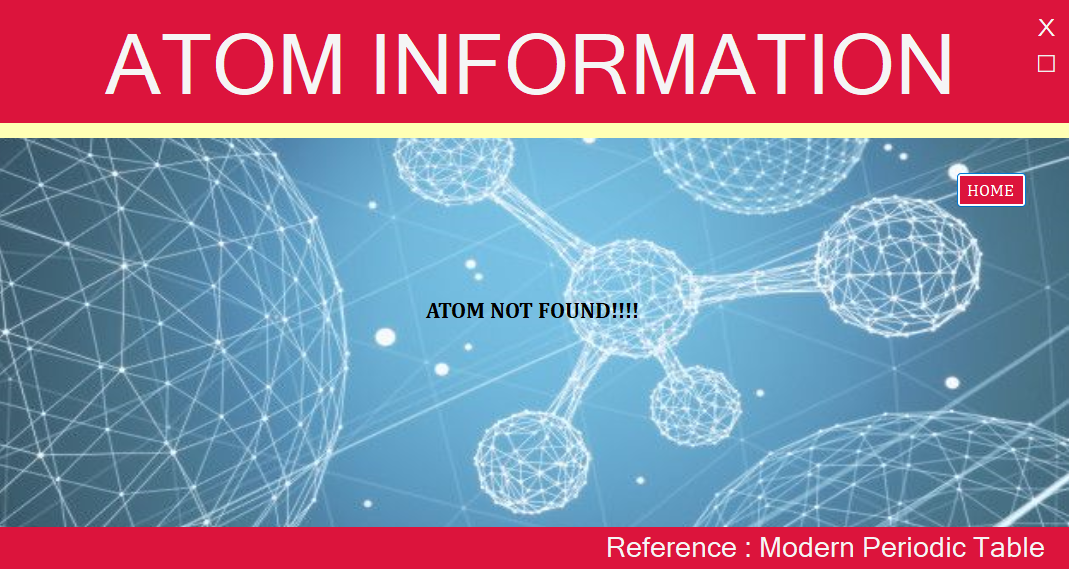 ATOM INFORMATION
X
□
HOME
ATOM NOT FOUND!!!!
Reference : Modern Periodic Table